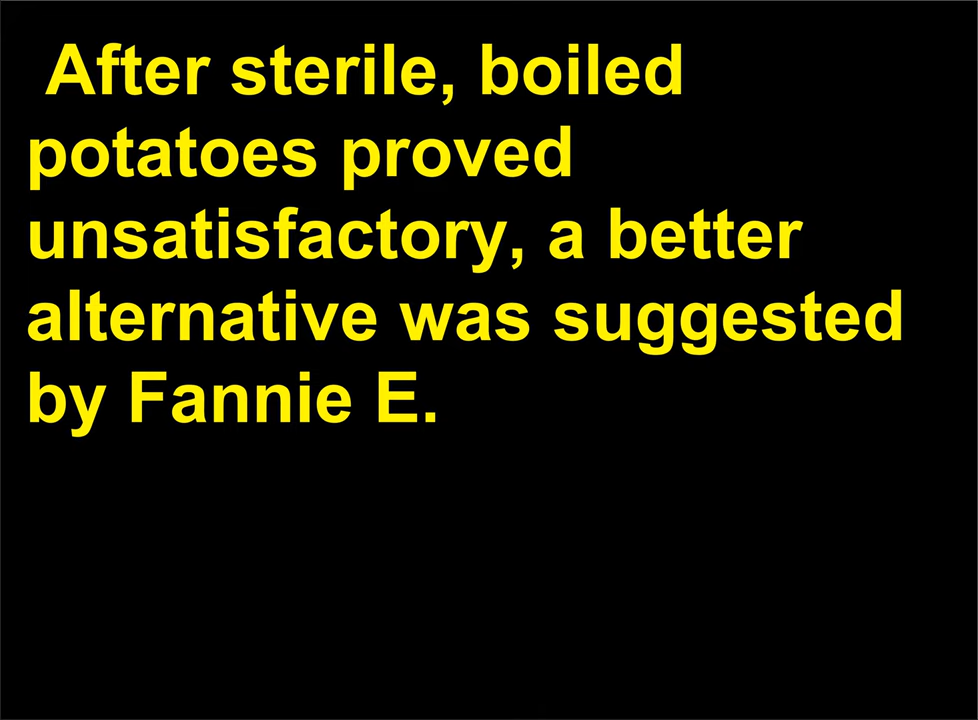 After sterile, boiled
potatoes proved
unsatisfactory, a better
alternative was suggested
by Fannie E.